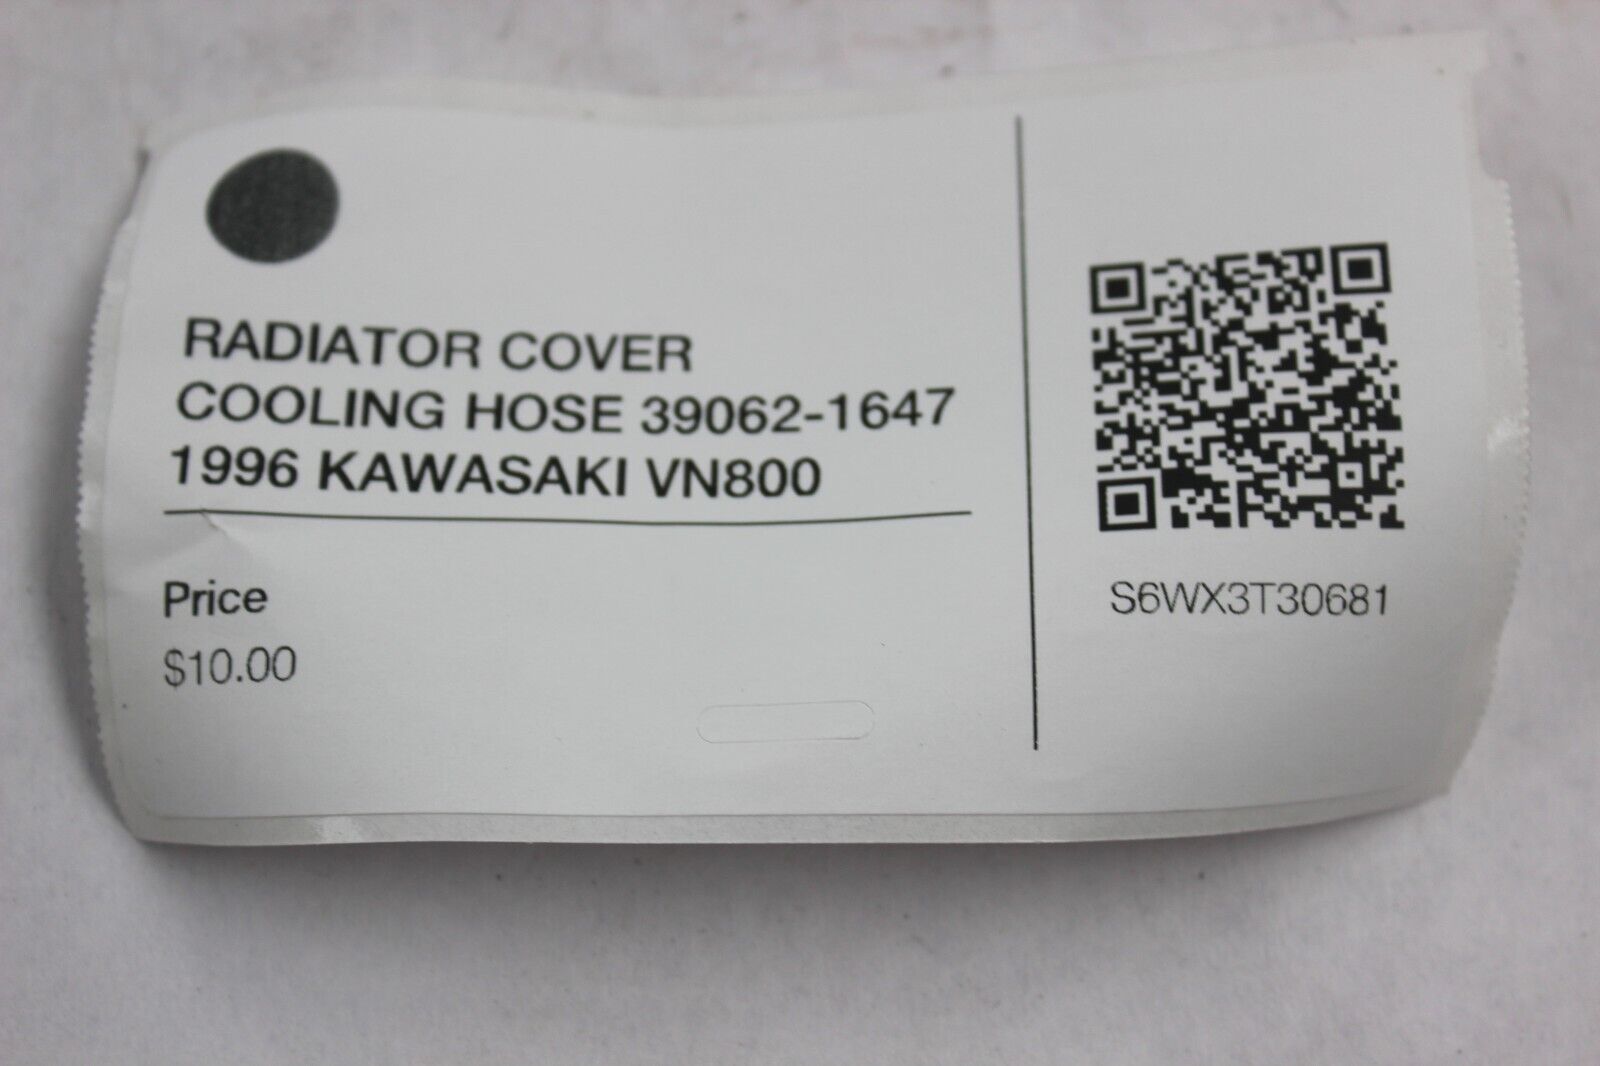 RADIATOR COVER
COOLING HOSE 39062-1647
1996 KAWASAKI VN800
Price
$10.00
S6WX3T30681